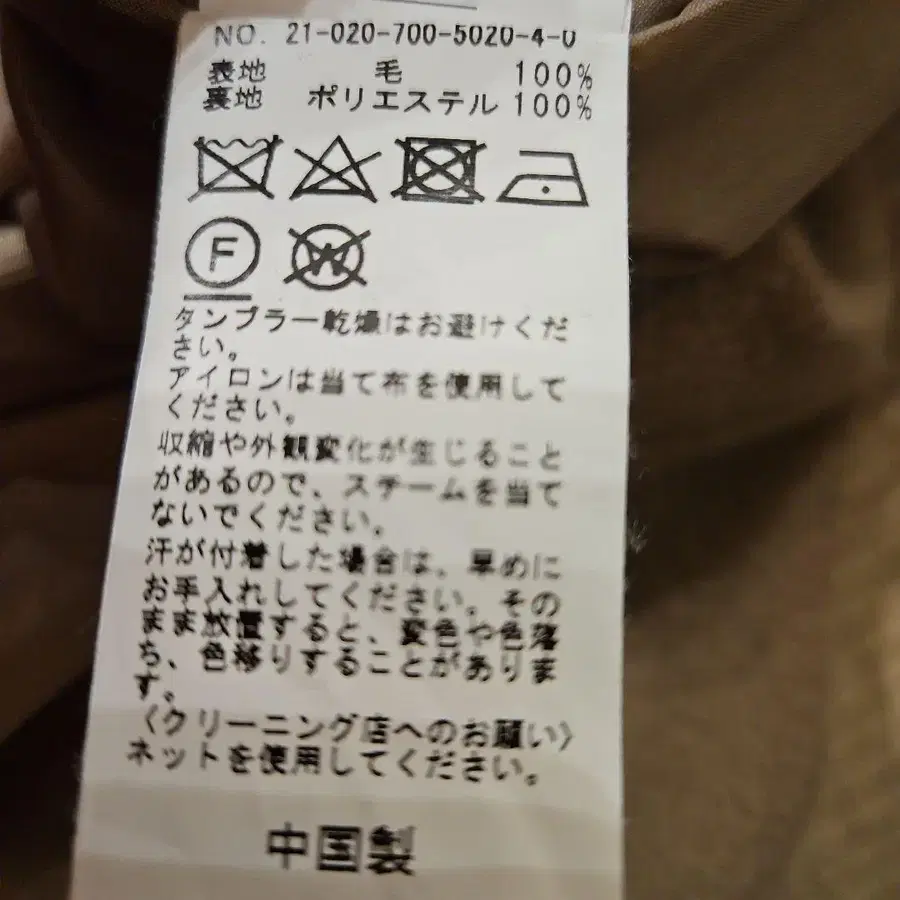 NO. 21-020-700-5020-4-0
表地 毛 100%
裏地 ポリエステル 100%
F W
タンブラー乾燥はお避けくだ
さい。
アイロンは当て布を使用して
ください。
収縮や外観変化が生じること
があるので、スチームを当て
ないでください。
汗が付着した場合は、早めに
お手入れしてください。その
まま放置すると、変色や色落
ち、色移りすることがありま
す。
〈クリーニング店へのお願い〉
ネットを使用してください。
中国製